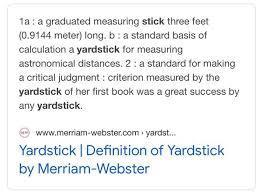 1a : a graduated measuring stick three feet
(0.9144 meter) long. b : a standard basis of
calculation a yardstick for measuring
astronomical distances. 2 : a standard for making
a critical judgment : criterion measured by the
yardstick of her first book was a great success by
any yardstick.
www.merriam-webster.com › yardst...
Yardstick | Definition of Yardstick
by Merriam-Webster